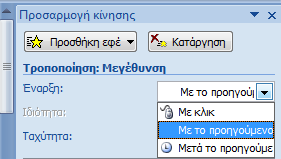 Προσαρμογή κίνησης
Προσθήκη εφέ
Κατάργηση
Τροποποίηση: Μεγέθυνση
Έναρξη:
Με το προηγού
Ιδιότητα:
Με κλικ
Με το προηγούμενο
Ταχύτητα:
Μετά το προηγούμε